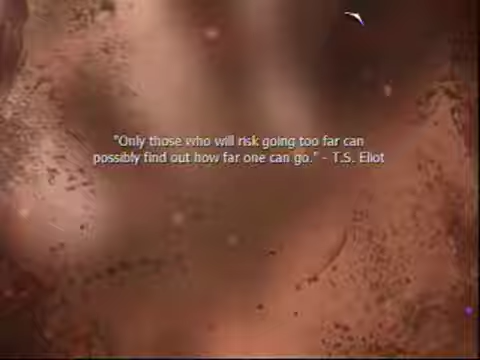 "Only those who will risk going too far can
possibly find out how far one can go." - T.S. Eliot